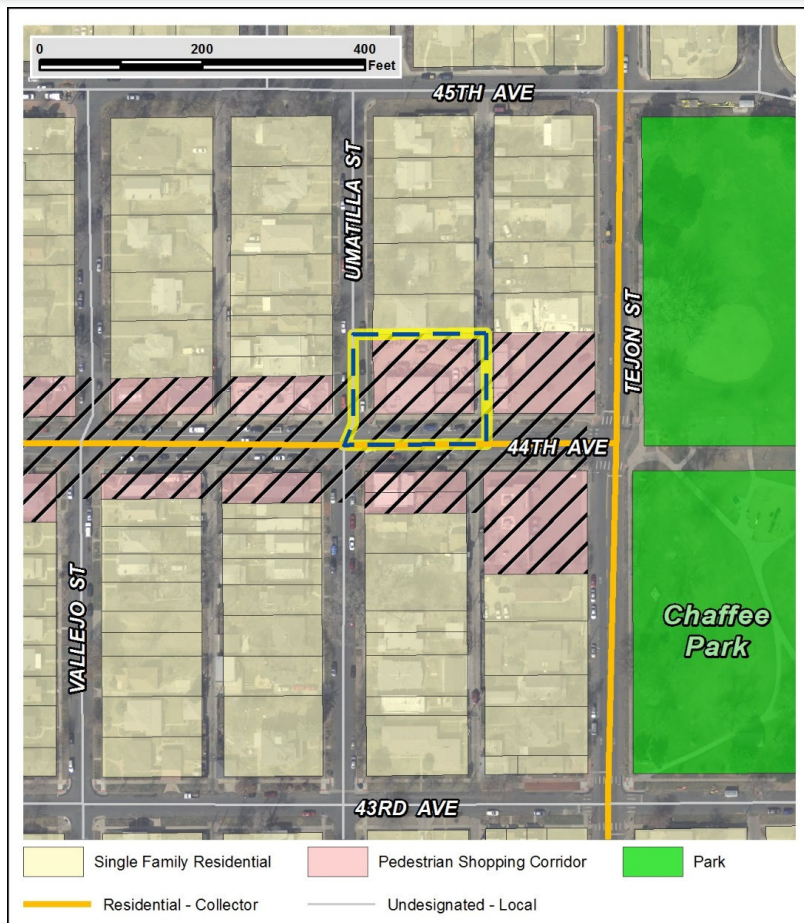 0 200 400
Feet
45TH AVE
UMATILLA ST
TEJON ST
44TH AVE
VALLEJO ST
Chaffee
Park
43RD AVE
Single Family Residential Pedestrian Shopping Corridor Park
Residential - Collector Undesignated - Local